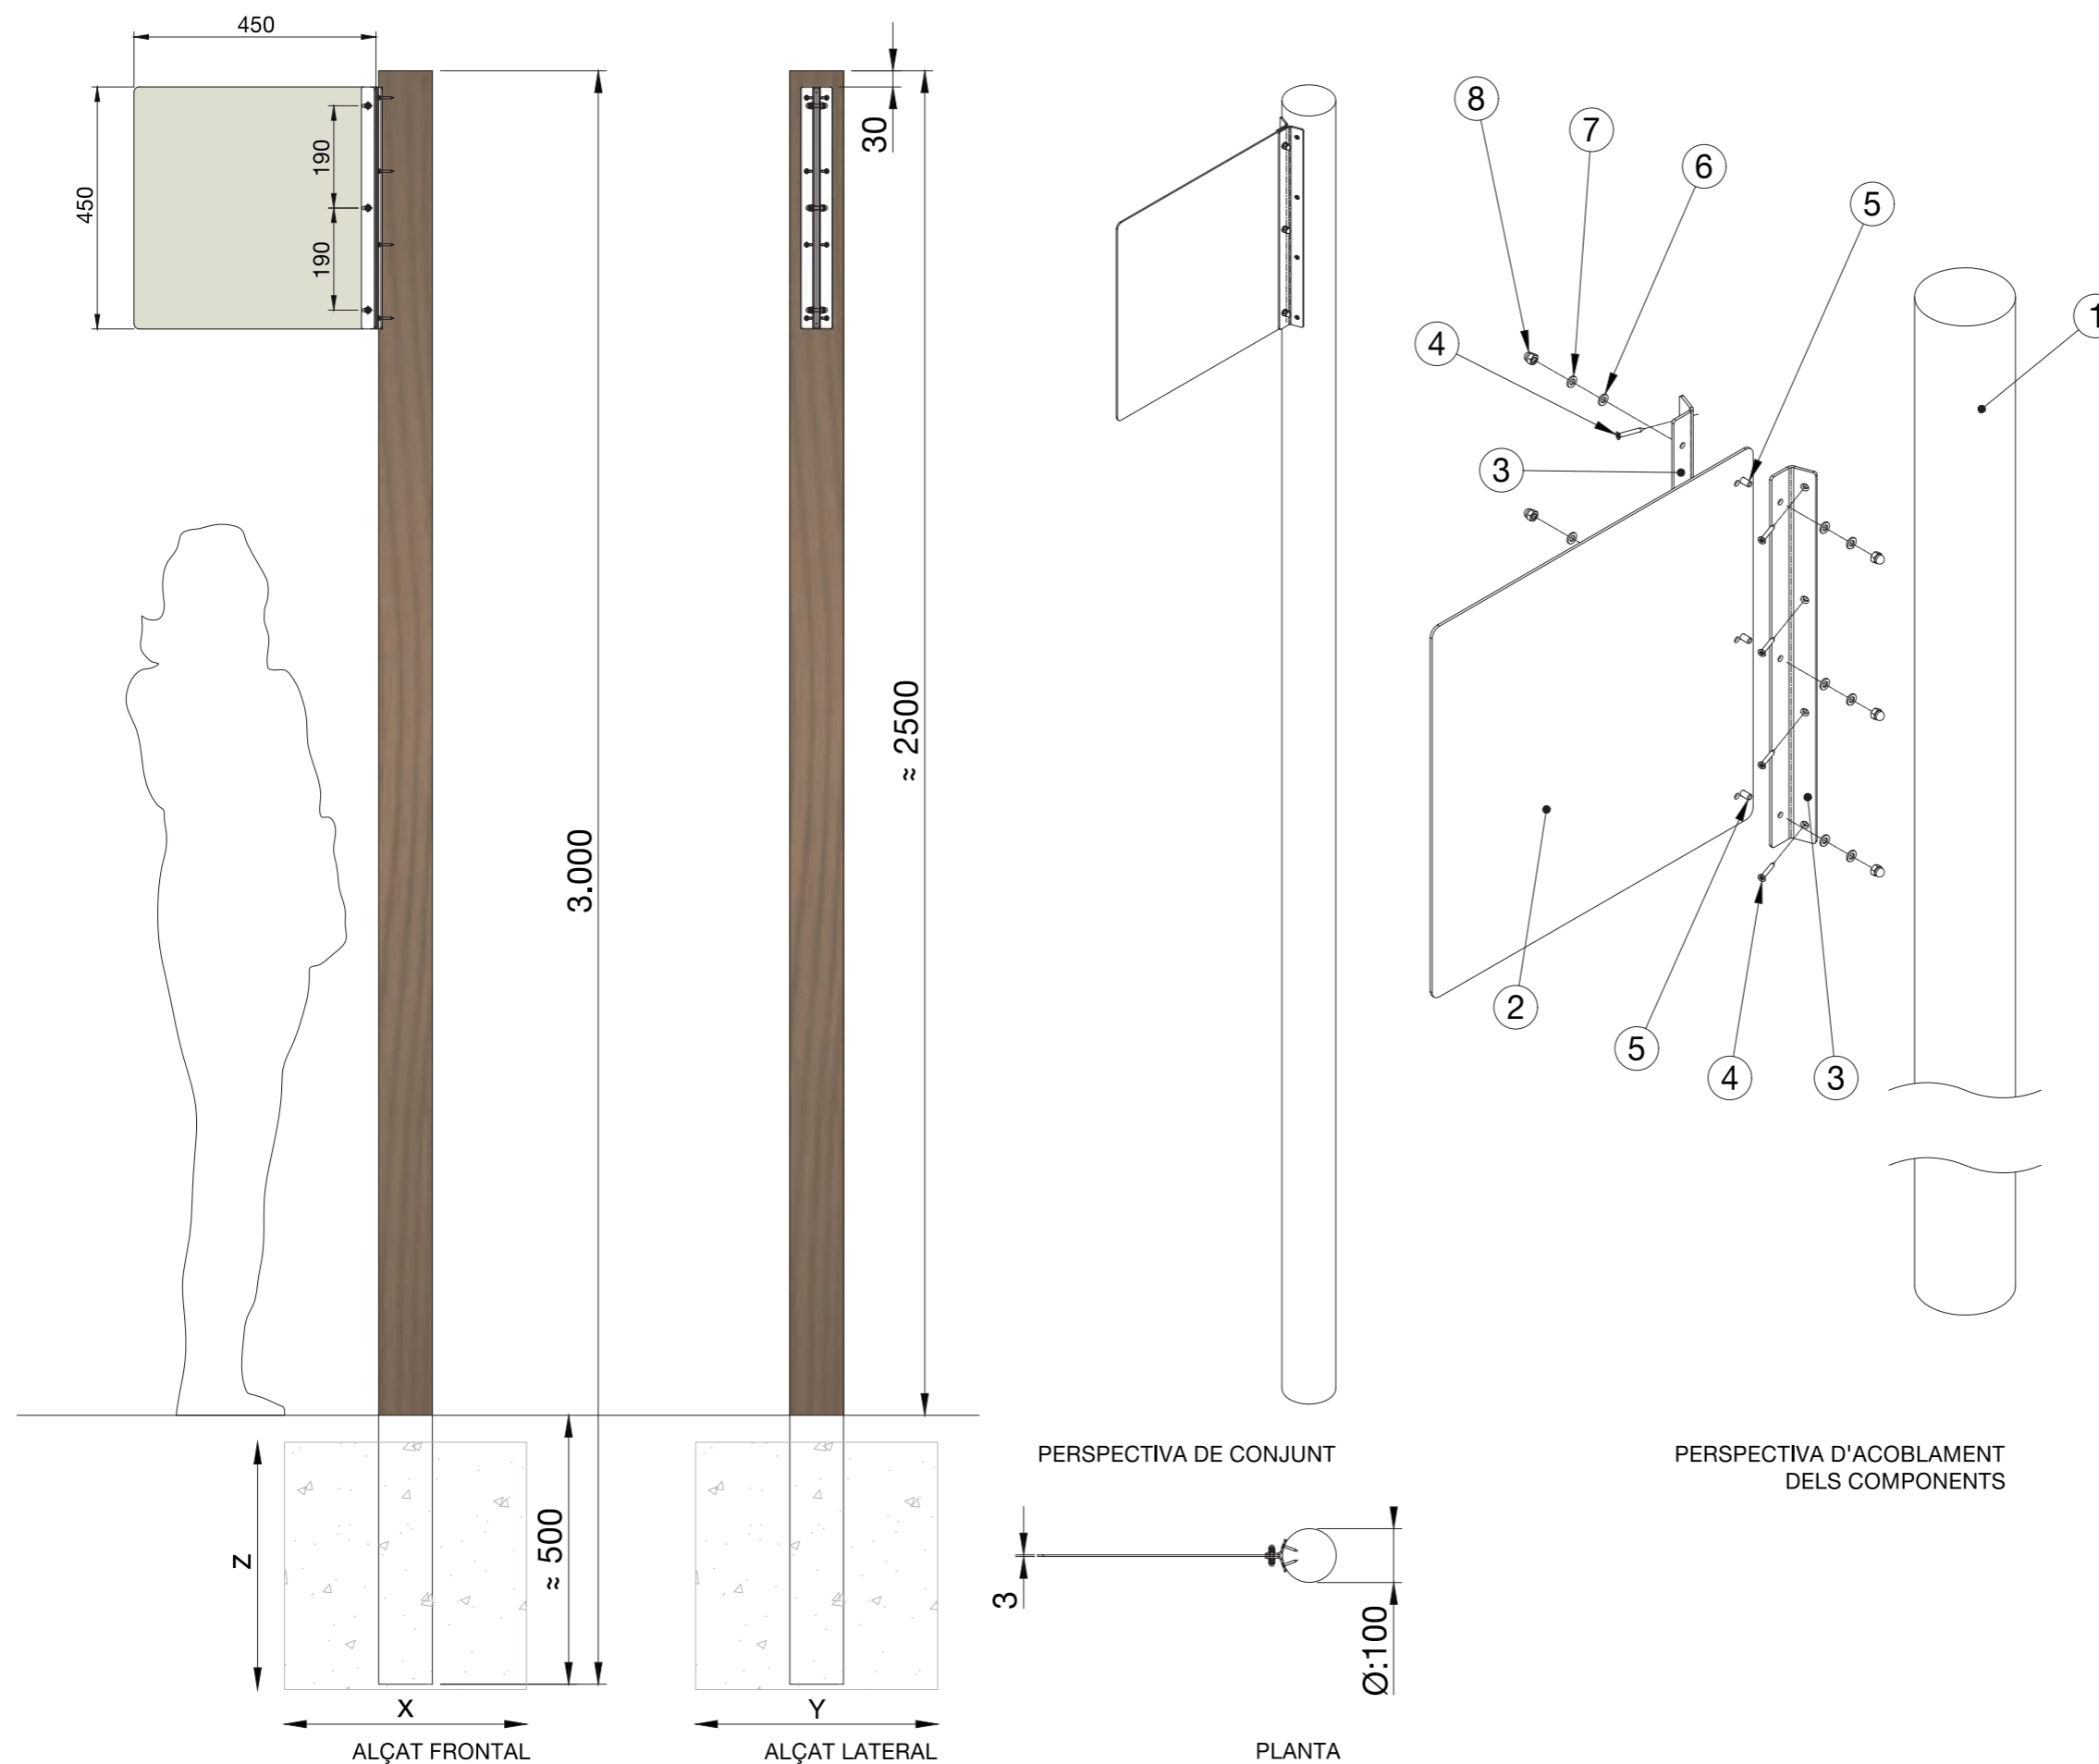 450
450
190
190
3.000
≈ 500
Z
X
ALÇAT FRONTAL
30
≈ 2500
Y
ALÇAT LATERAL
PERSPECTIVA DE CONJUNT
3
Ø:100
PLANTA
8
7
6
5
1
4
3
2
5
4
3
PERSPECTIVA D'ACOBLAMENT
DELS COMPONENTS